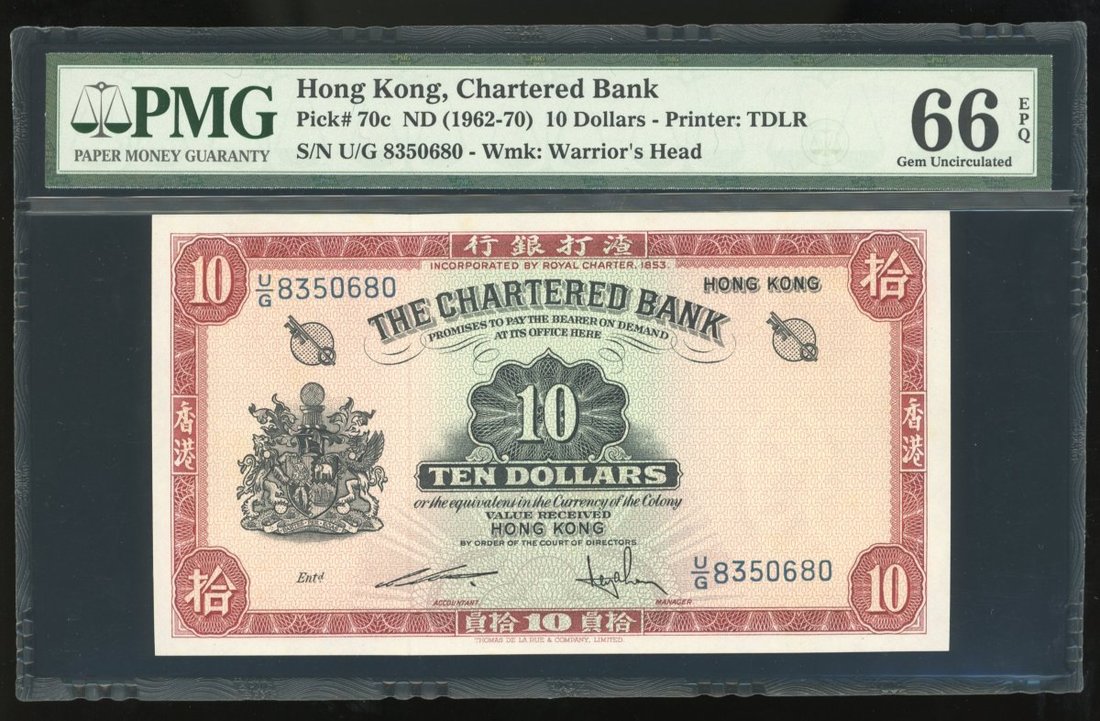 PMG
PAPER MONEY GUARANTY
Hong Kong, Chartered Bank
Pick# 70c ND (1962-70) 10 Dollars - Printer: TDLR
S/N U/G 8350680 - Wmk: Warrior's Head
66 EPQ
Gem Uncirculated
行銀打渣
INCORPORATED BY ROYAL CHARTER, 1853.
10
U/G 8350680
HONG KONG
拾
THE CHARTERED BANK
PROMISES TO PAY THE BEARER ON DEMAND
AT ITS OFFICE HERE
10
香港
香港
TEN DOLLARS
or the equivalent in the Currency of the Colony
VALUE RECEIVED
HONG KONG
BY ORDER OF THE COURT OF DIRECTORS
Entd
U/G 8350680
拾
10
ACCOUNTANT.
MANAGER
員拾10員拾
THOMAS DE LA RUE & COMPANY, LIMITED.